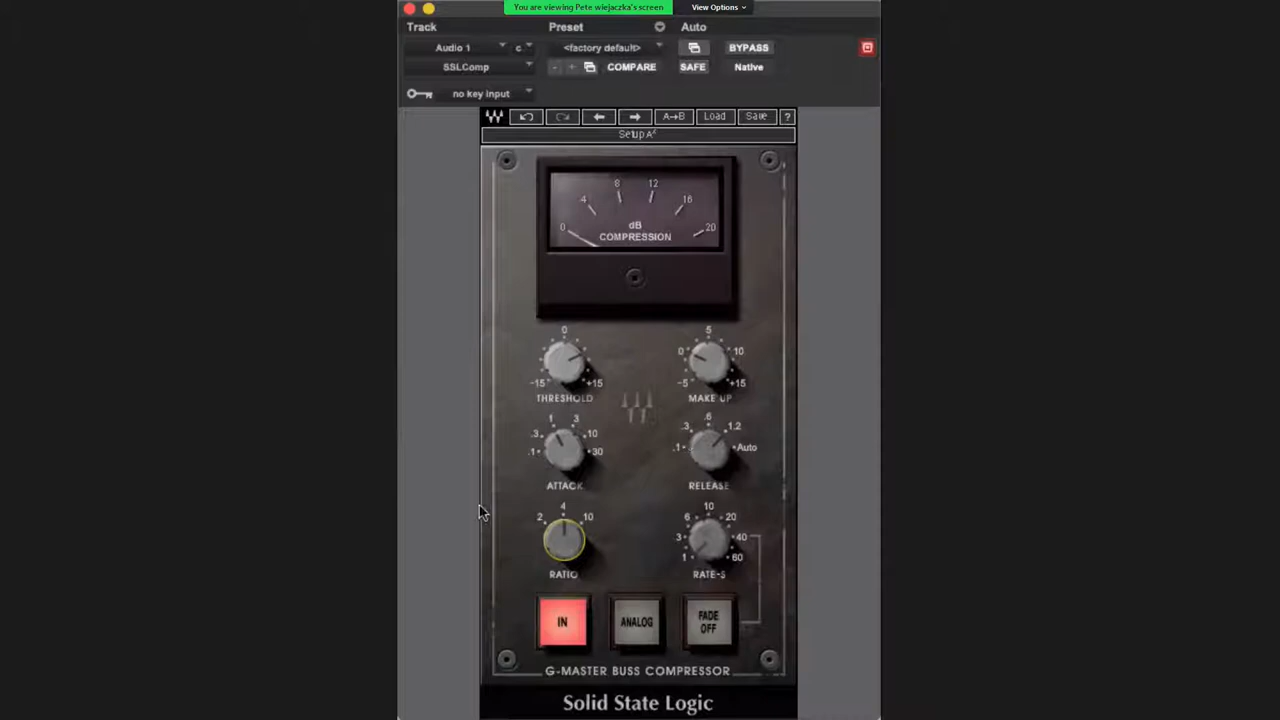 You are viewing Pete wiejaczka's screen View Options
Track Preset Auto
Audio 1 c <factory default> BYPASS
SSLComp - + COMPARE SAFE Native
no key input
A→B Load Save ?
Setup A*
0 4 8 12 16 20
dB
COMPRESSION
0 5
0 10
-15 +15 -5 +15
THRESHOLD MAKE UP
1 3 .6
.3 10 .3 1.2
.1 30 .1 Auto
ATTACK RELEASE
4 10
2 10 6 20
3 40
1 60
RATIO RATE-S
IN ANALOG FADE OFF
G-MASTER BUSS COMPRESSOR
Solid State Logic